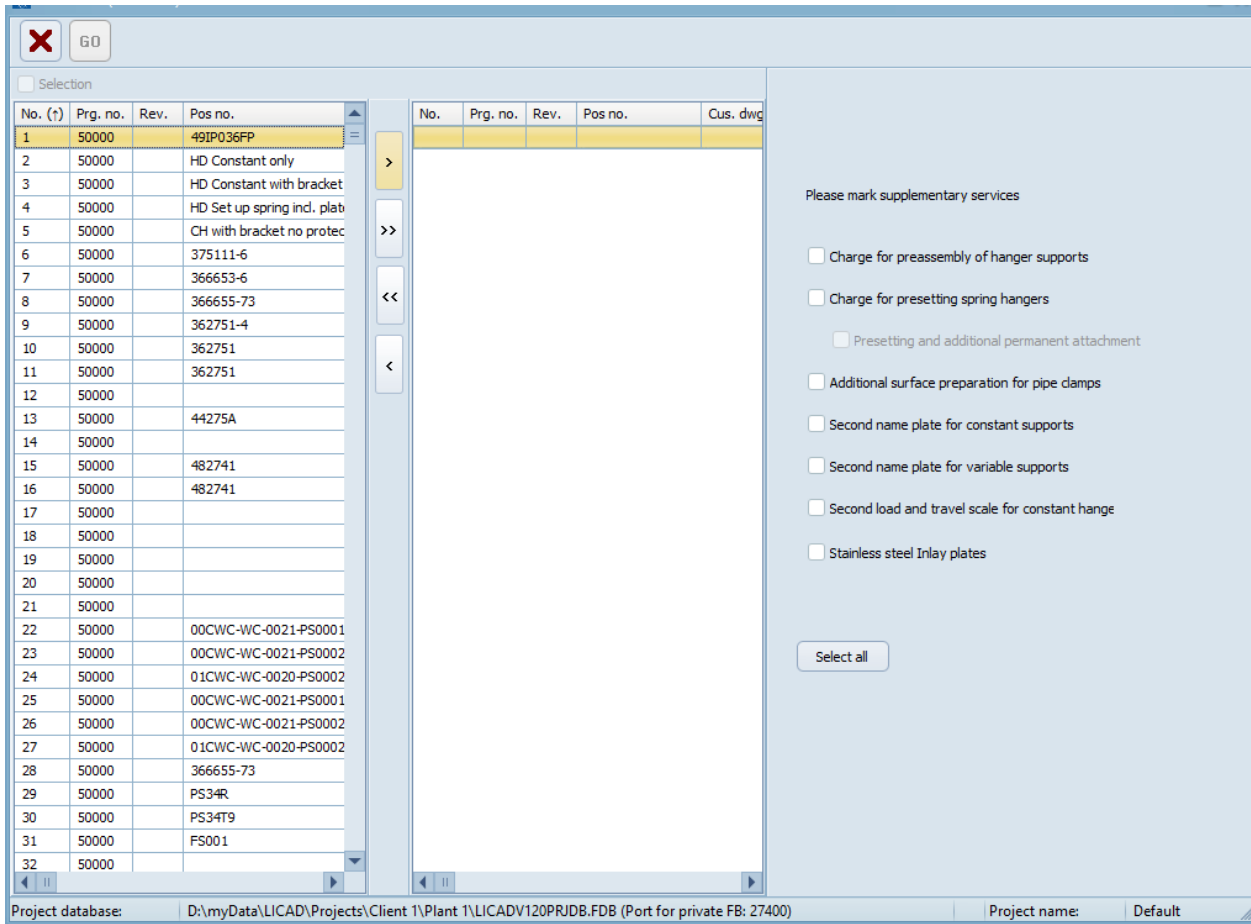 GO
Selection
No. (↑) Prg. no. Rev. Pos no.
1 50000 49IP036FP
2 50000 HD Constant only
3 50000 HD Constant with bracket
4 50000 HD Set up spring incl. plat
5 50000 CH with bracket no protec
6 50000 375111-6
7 50000 366653-6
8 50000 366655-73
9 50000 362751-4
10 50000 362751
11 50000 362751
12 50000
13 50000 44275A
14 50000
15 50000 482741
16 50000 482741
17 50000
18 50000
19 50000
20 50000
21 50000
22 50000 00CWC-WC-0021-PS0001
23 50000 00CWC-WC-0021-PS0002
24 50000 01CWC-WC-0020-PS0002
25 50000 00CWC-WC-0021-PS0001
26 50000 00CWC-WC-0021-PS0002
27 50000 01CWC-WC-0020-PS0002
28 50000 366655-73
29 50000 PS34R
30 50000 PS34T9
31 50000 FS001
32 50000
>
>>
<<
<
No. Prg. no. Rev. Pos no. Cus. dwg
Please mark supplementary services
Charge for preassembly of hanger supports
Charge for presetting spring hangers
Presetting and additional permanent attachment
Additional surface preparation for pipe clamps
Second name plate for constant supports
Second name plate for variable supports
Second load and travel scale for constant hange
Stainless steel Inlay plates
Select all
Project database: D:\myData\LICAD\Projects\Client 1\Plant 1\LICADV120PRJDB.FDB (Port for private FB: 27400) Project name: Default